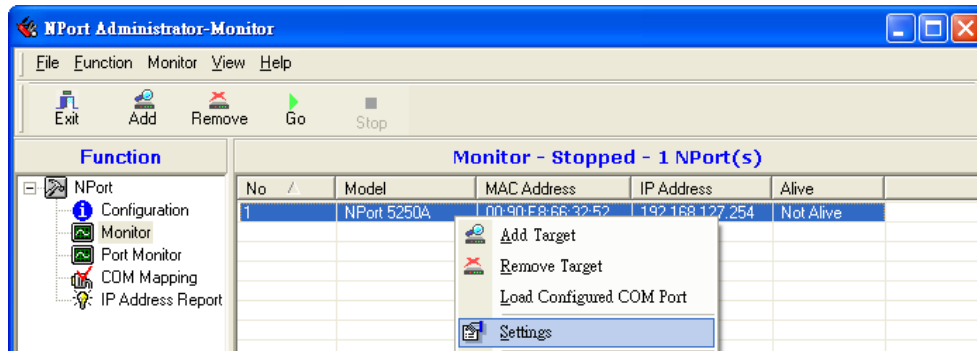 NPort Administrator-Monitor
File Function Monitor View Help
Exit Add Remove Go Stop
Function
Monitor - Stopped - 1 NPort(s)
NPort
Configuration
Monitor
Port Monitor
COM Mapping
IP Address Report
No Model MAC Address IP Address Alive
1 NPort 5250A 00:90:E8:66:32:52 192.168.127.254 Not Alive
Add Target
Remove Target
Load Configured COM Port
Settings